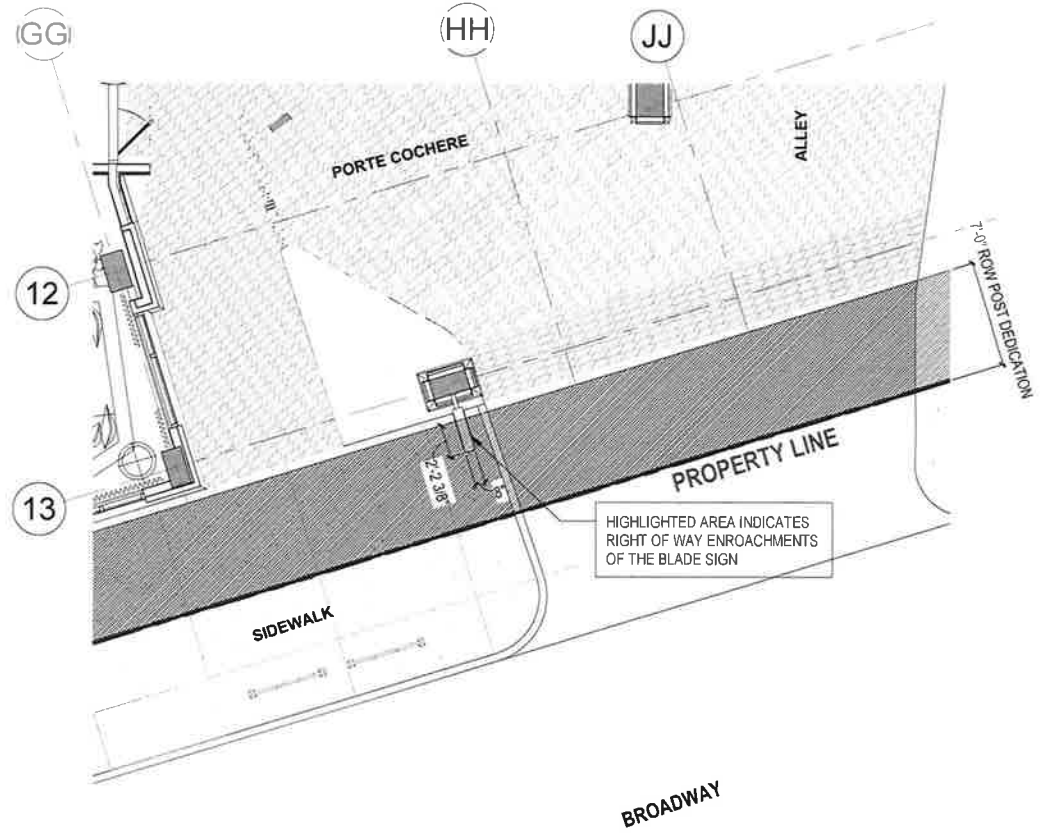 GG
HH
JJ
PORTE COCHERE
ALLEY
12
7'-0" ROW POST DEDICATION
2'-2 3/8"
8"
PROPERTY LINE
13
HIGHLIGHTED AREA INDICATES
RIGHT OF WAY ENROACHMENTS
OF THE BLADE SIGN
SIDEWALK
BROADWAY